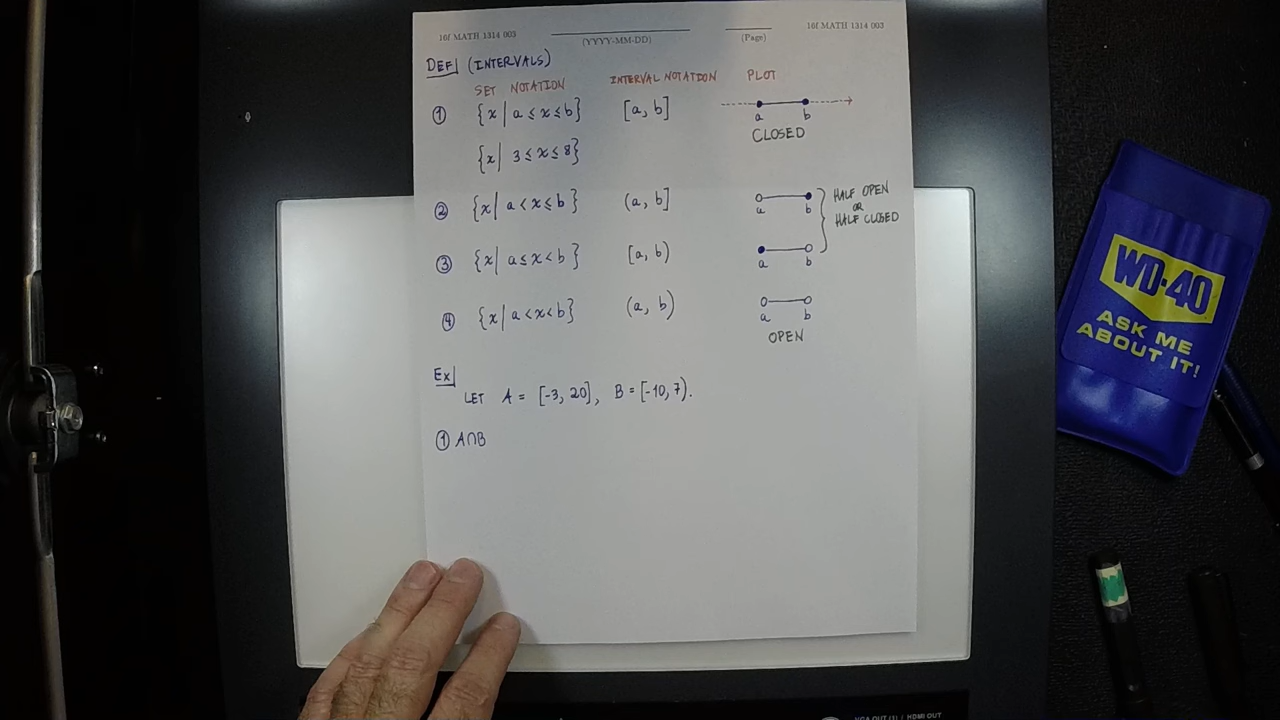 16f MATH 1314 003 (YYYY-MM-DD) (Page) 16f MATH 1314 003
DEF (INTERVALS)
SET NOTATION INTERVAL NOTATION PLOT
① {x | a ≤ x ≤ b} [a, b] a b
CLOSED
{x | 3 ≤ x ≤ 8}
② {x | a < x ≤ b} (a, b] a b
HALF OPEN
OR
HALF CLOSED
③ {x | a ≤ x < b} [a, b) a b
④ {x | a < x < b} (a, b) a b
OPEN
Ex
LET A = [-3, 20], B = [-10, 7).
① A∩B
WD-40
ASK ME
ABOUT IT!